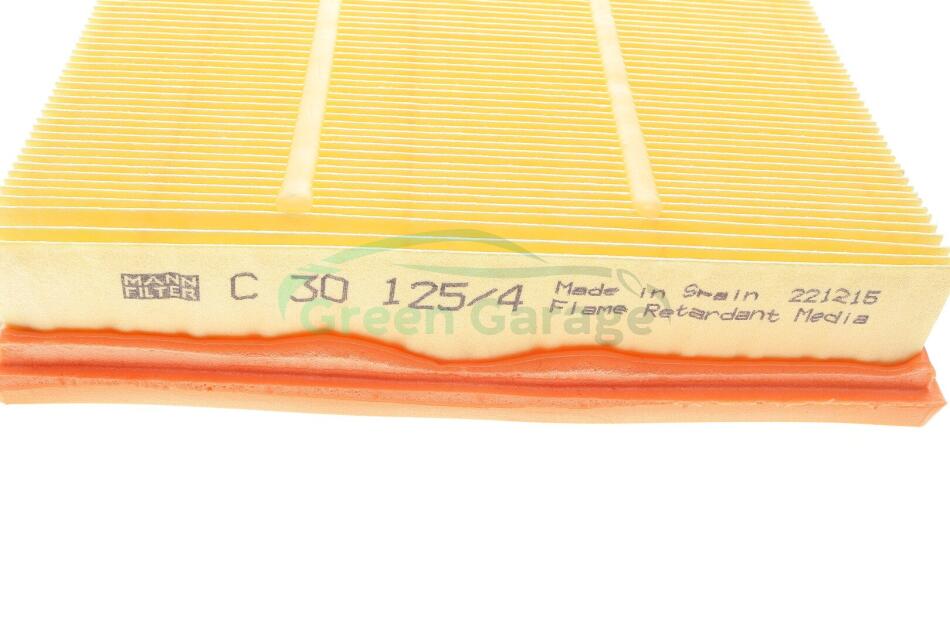 MANN FILTER C 30 125/4
Made in Spain 221215
Flame Retardant Media
Green Garage